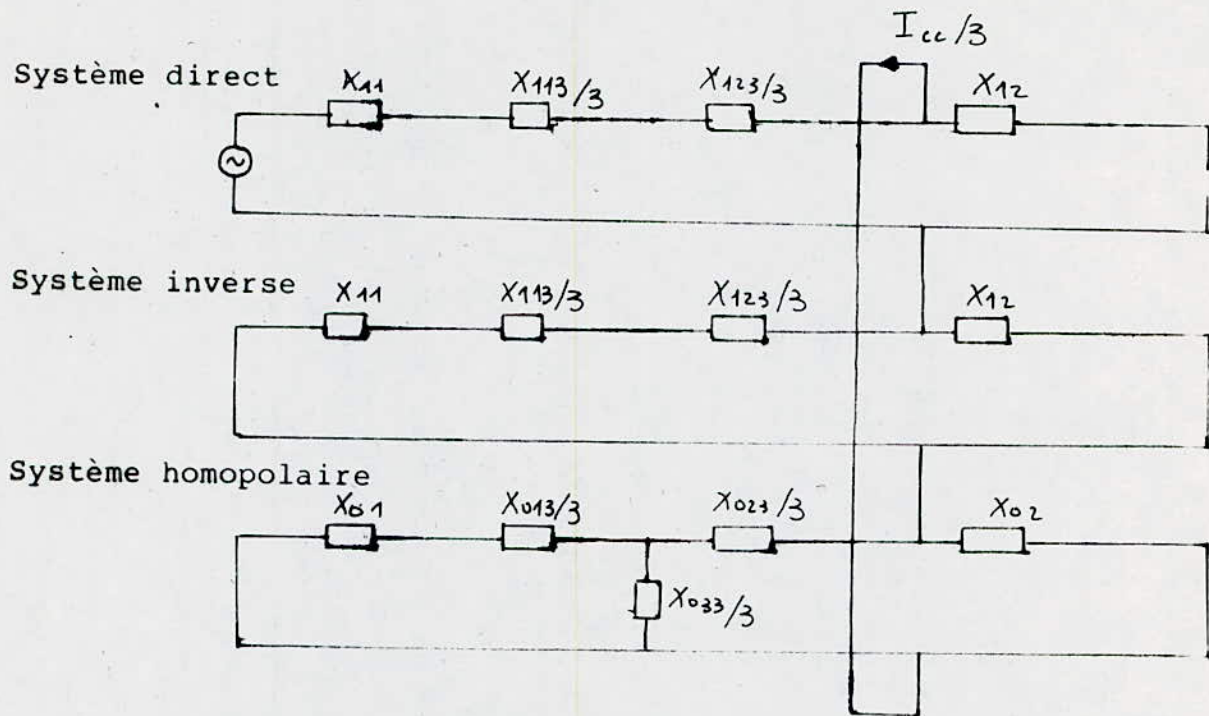 I cc /3
Système direct
X11 X113/3 X123/3 X12
Système inverse
X11 X113/3 X123/3 X12
Système homopolaire
X01 X013/3 X023/3 X02
X033/3